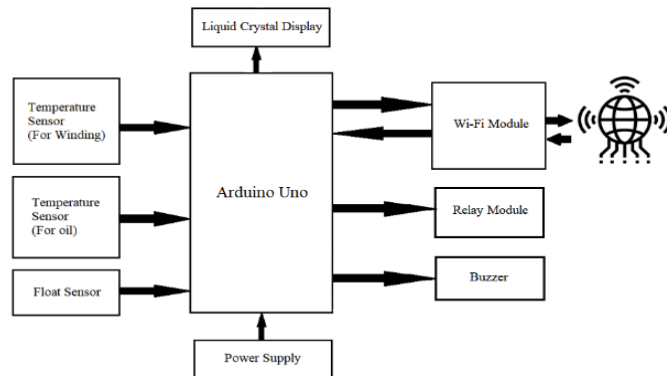 Liquid Crystal Display
Temperature
Sensor
(For Winding)
Arduino Uno
Wi-Fi Module
Temperature
Sensor
(For oil)
Relay Module
Float Sensor
Buzzer
Power Supply